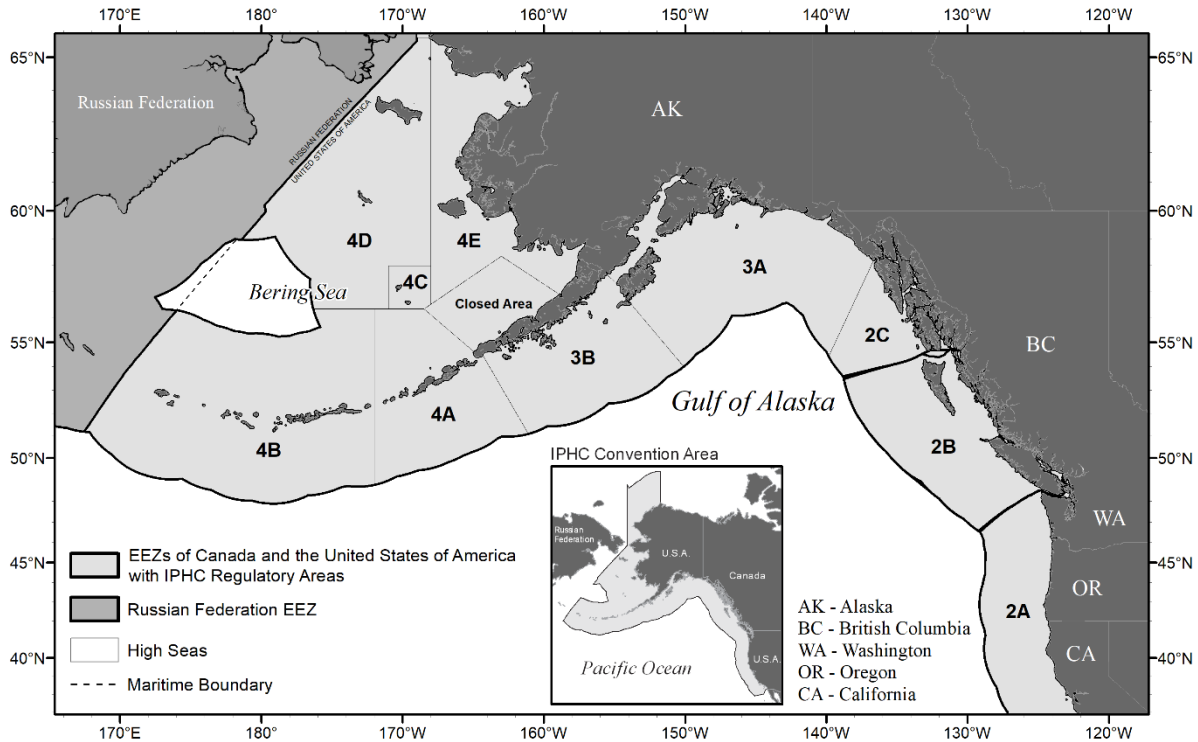 170°E 180° 170°W 160°W 150°W 140°W 130°W 120°W
65°N 65°N
Russian Federation
AK
RUSSIAN FEDERATION
UNITED STATES OF AMERICA
60°N 60°N
4D 4E
3A
4C
Bering Sea
Closed Area
55°N 2C 55°N
3B BC
Gulf of Alaska
4A
4B 2B
50°N 50°N
IPHC Convention Area
WA
Russian
Federation
U.S.A.
Canada
U.S.A.
Pacific Ocean
EEZs of Canada and the United States of America
with IPHC Regulatory Areas
45°N 45°N
Russian Federation EEZ
OR
2A
High Seas
40°N 40°N
CA
Maritime Boundary
AK - Alaska
BC - British Columbia
WA - Washington
OR - Oregon
CA - California
170°E 180° 170°W 160°W 150°W 140°W 130°W 120°W